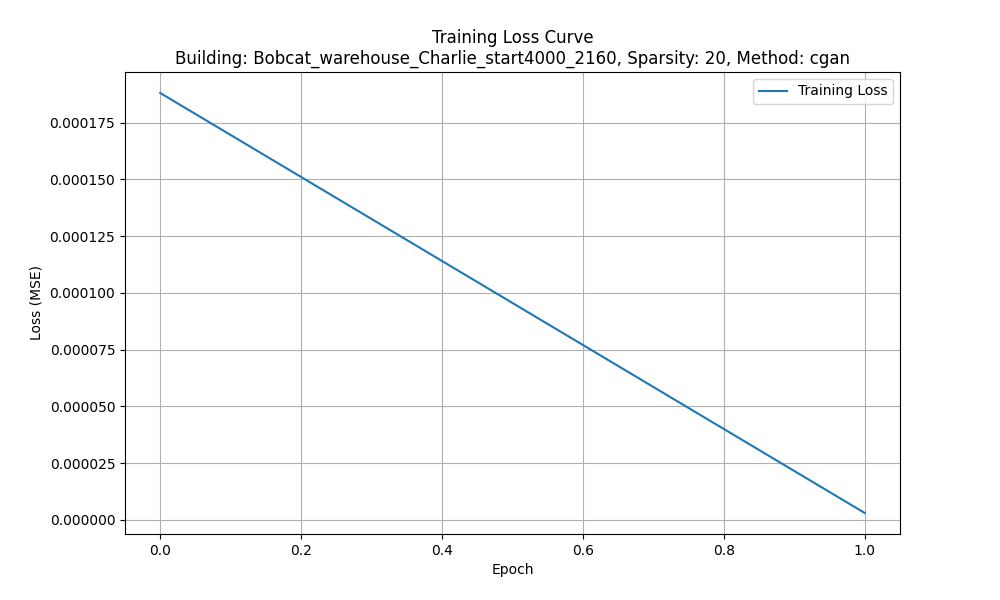 Training Loss Curve
Building: Bobcat_warehouse_Charlie_start4000_2160, Sparsity: 20, Method: cgan
Training Loss
0.000175
0.000150
0.000125
0.000100
0.000075
0.000050
0.000025
0.000000
Loss (MSE)
0.0 0.2 0.4 0.6 0.8 1.0
Epoch